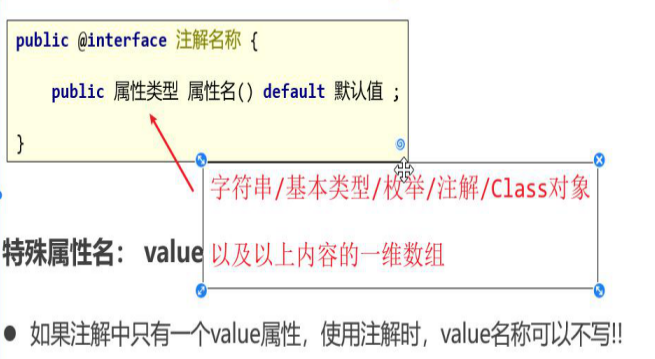 public @interface 注解名称 {
public 属性类型 属性名() default 默认值 ;
}
字符串/基本类型/枚举/注解/Class对象
以及以上内容的一维数组
特殊属性名： value
● 如果注解中只有一个value属性，使用注解时，value名称可以不写!!